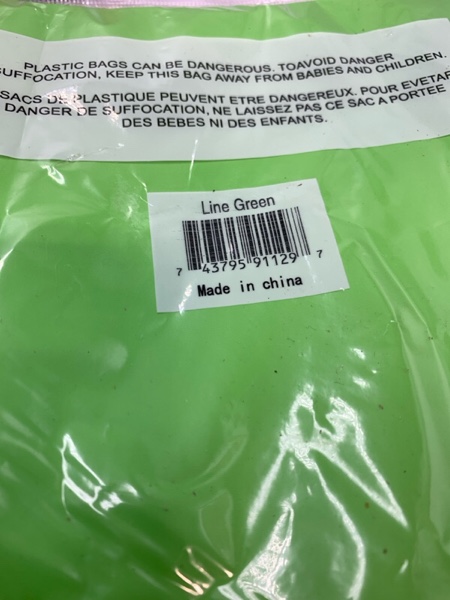 PLASTIC BAGS CAN BE DANGEROUS. TOAVOID DANGER
SUFFOCATION, KEEP THIS BAG AWAY FROM BABIES AND CHILDREN.
SACS DE PLASTIQUE PEUVENT ETRE DANGEREUX. POUR EVETAR
DANGER DE SUFFOCATION, NE LAISSEZ PAS CE SAC A PORTEE
DES BEBES NI DES ENFANTS.
Line Green
7 43795 91129 7
Made in china